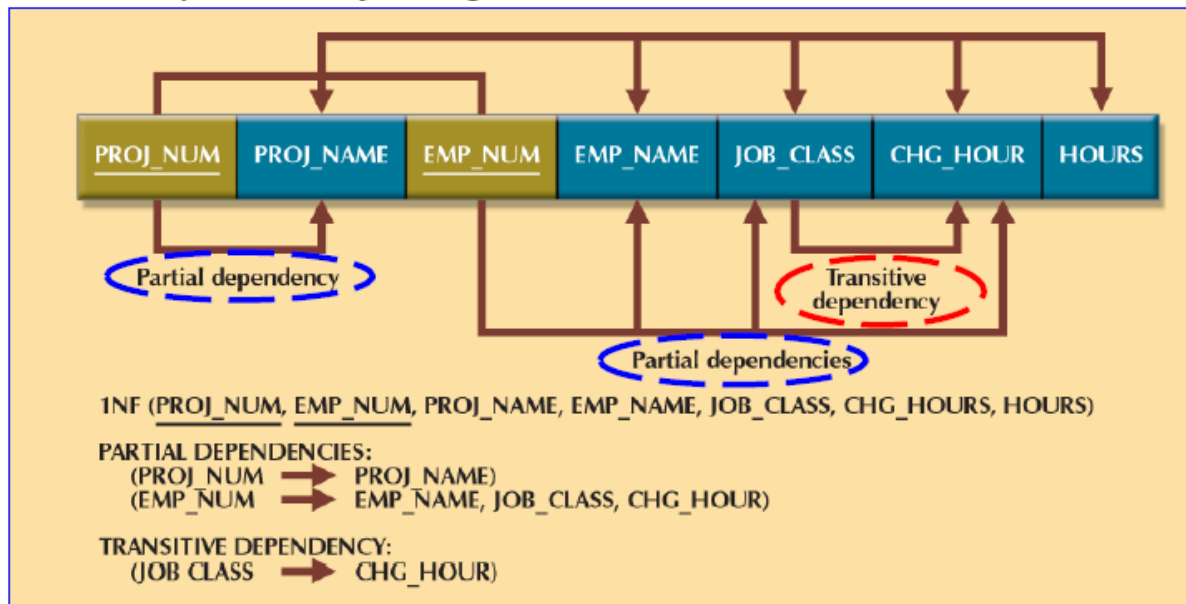 PROJ_NUM PROJ_NAME EMP_NUM EMP_NAME JOB_CLASS CHG_HOUR HOURS
Partial dependency
Transitive
dependency
Partial dependencies
1NF (PROJ_NUM, EMP_NUM, PROJ_NAME, EMP_NAME, JOB_CLASS, CHG_HOURS, HOURS)
PARTIAL DEPENDENCIES:
(PROJ_NUM PROJ_NAME)
(EMP_NUM EMP_NAME, JOB_CLASS, CHG_HOUR)
TRANSITIVE DEPENDENCY:
(JOB CLASS CHG_HOUR)